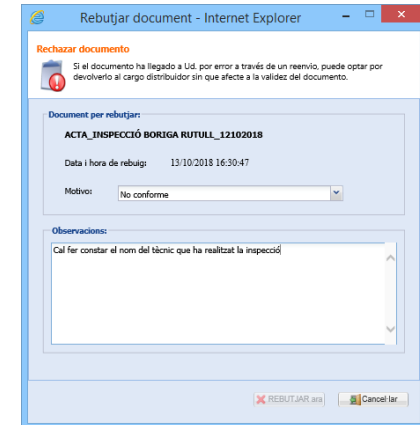 Rebutjar document - Internet Explorer
Rechazar documento
Si el documento ha llegado a Ud. por error a través de un reenvio, puede optar por
devolverlo al cargo distribuidor sin que afecte a la validez del documento.
Document per rebutjar:
ACTA_INSPECCIÓ BORIGA RUTULL_12102018
Data i hora de rebuig: 13/10/2018 16:30:47
Motivo: No conforme
Observacions:
Cal fer constar el nom del tècnic que ha realitzat la inspecció
REBUTJAR ara Cancel·lar